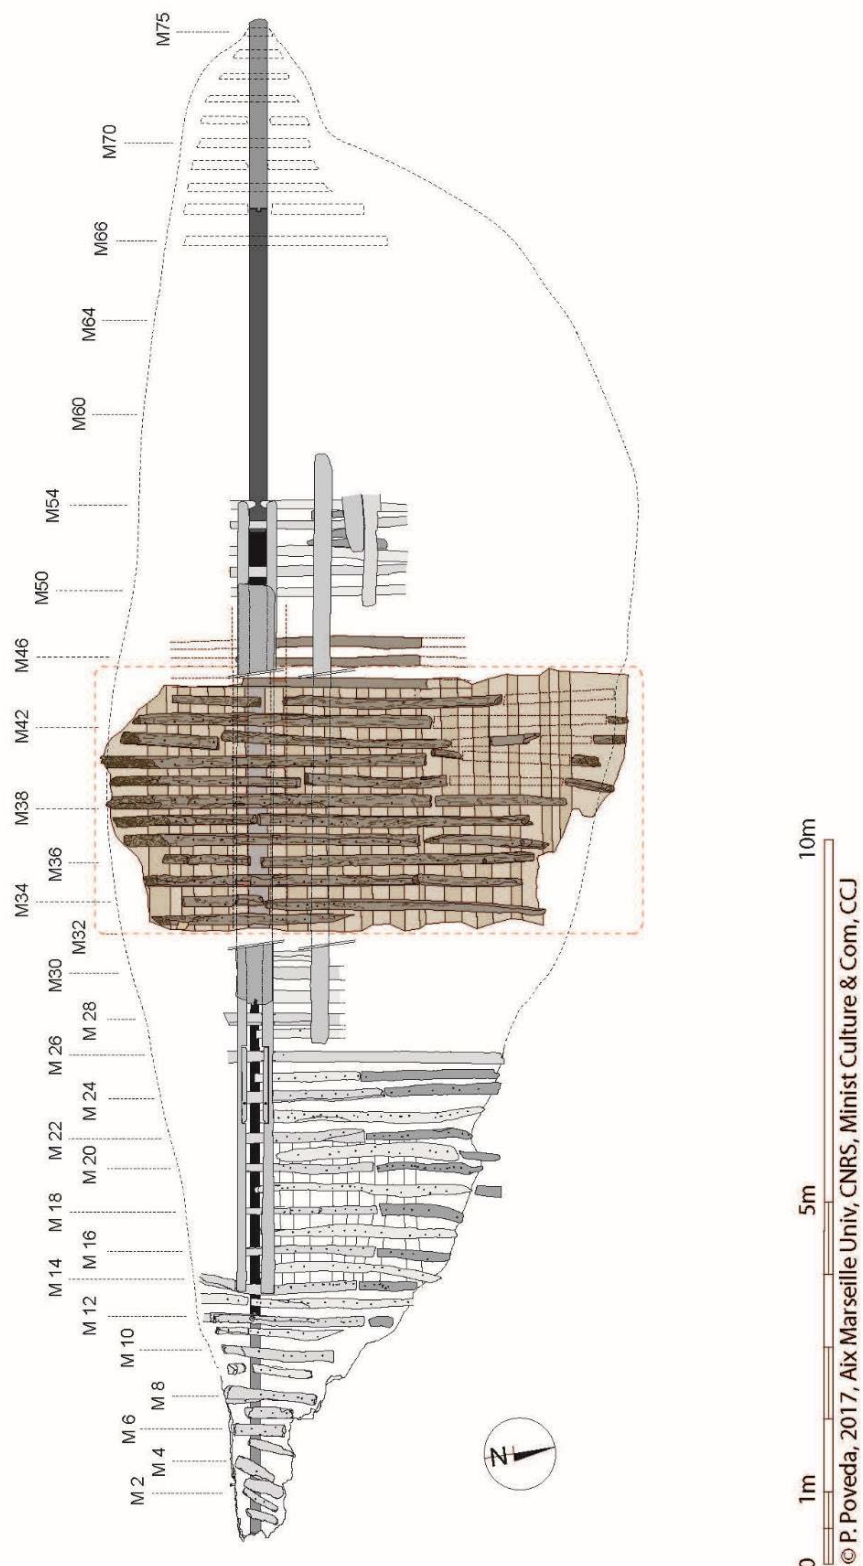 M75
M70
M66
M64
M60
M54
M50
M46
M42
M38
M36
M34
M32
M30
M 28
M 26
M 24
M 22
M 20
M 18
M 16
M 14
M 12
M 10
M 8
M 6
M 4
M 2
N
0 1m 5m 10m
© P. Poveda, 2017, Aix Marseille Univ, CNRS, Minist Culture & Com, CCJ